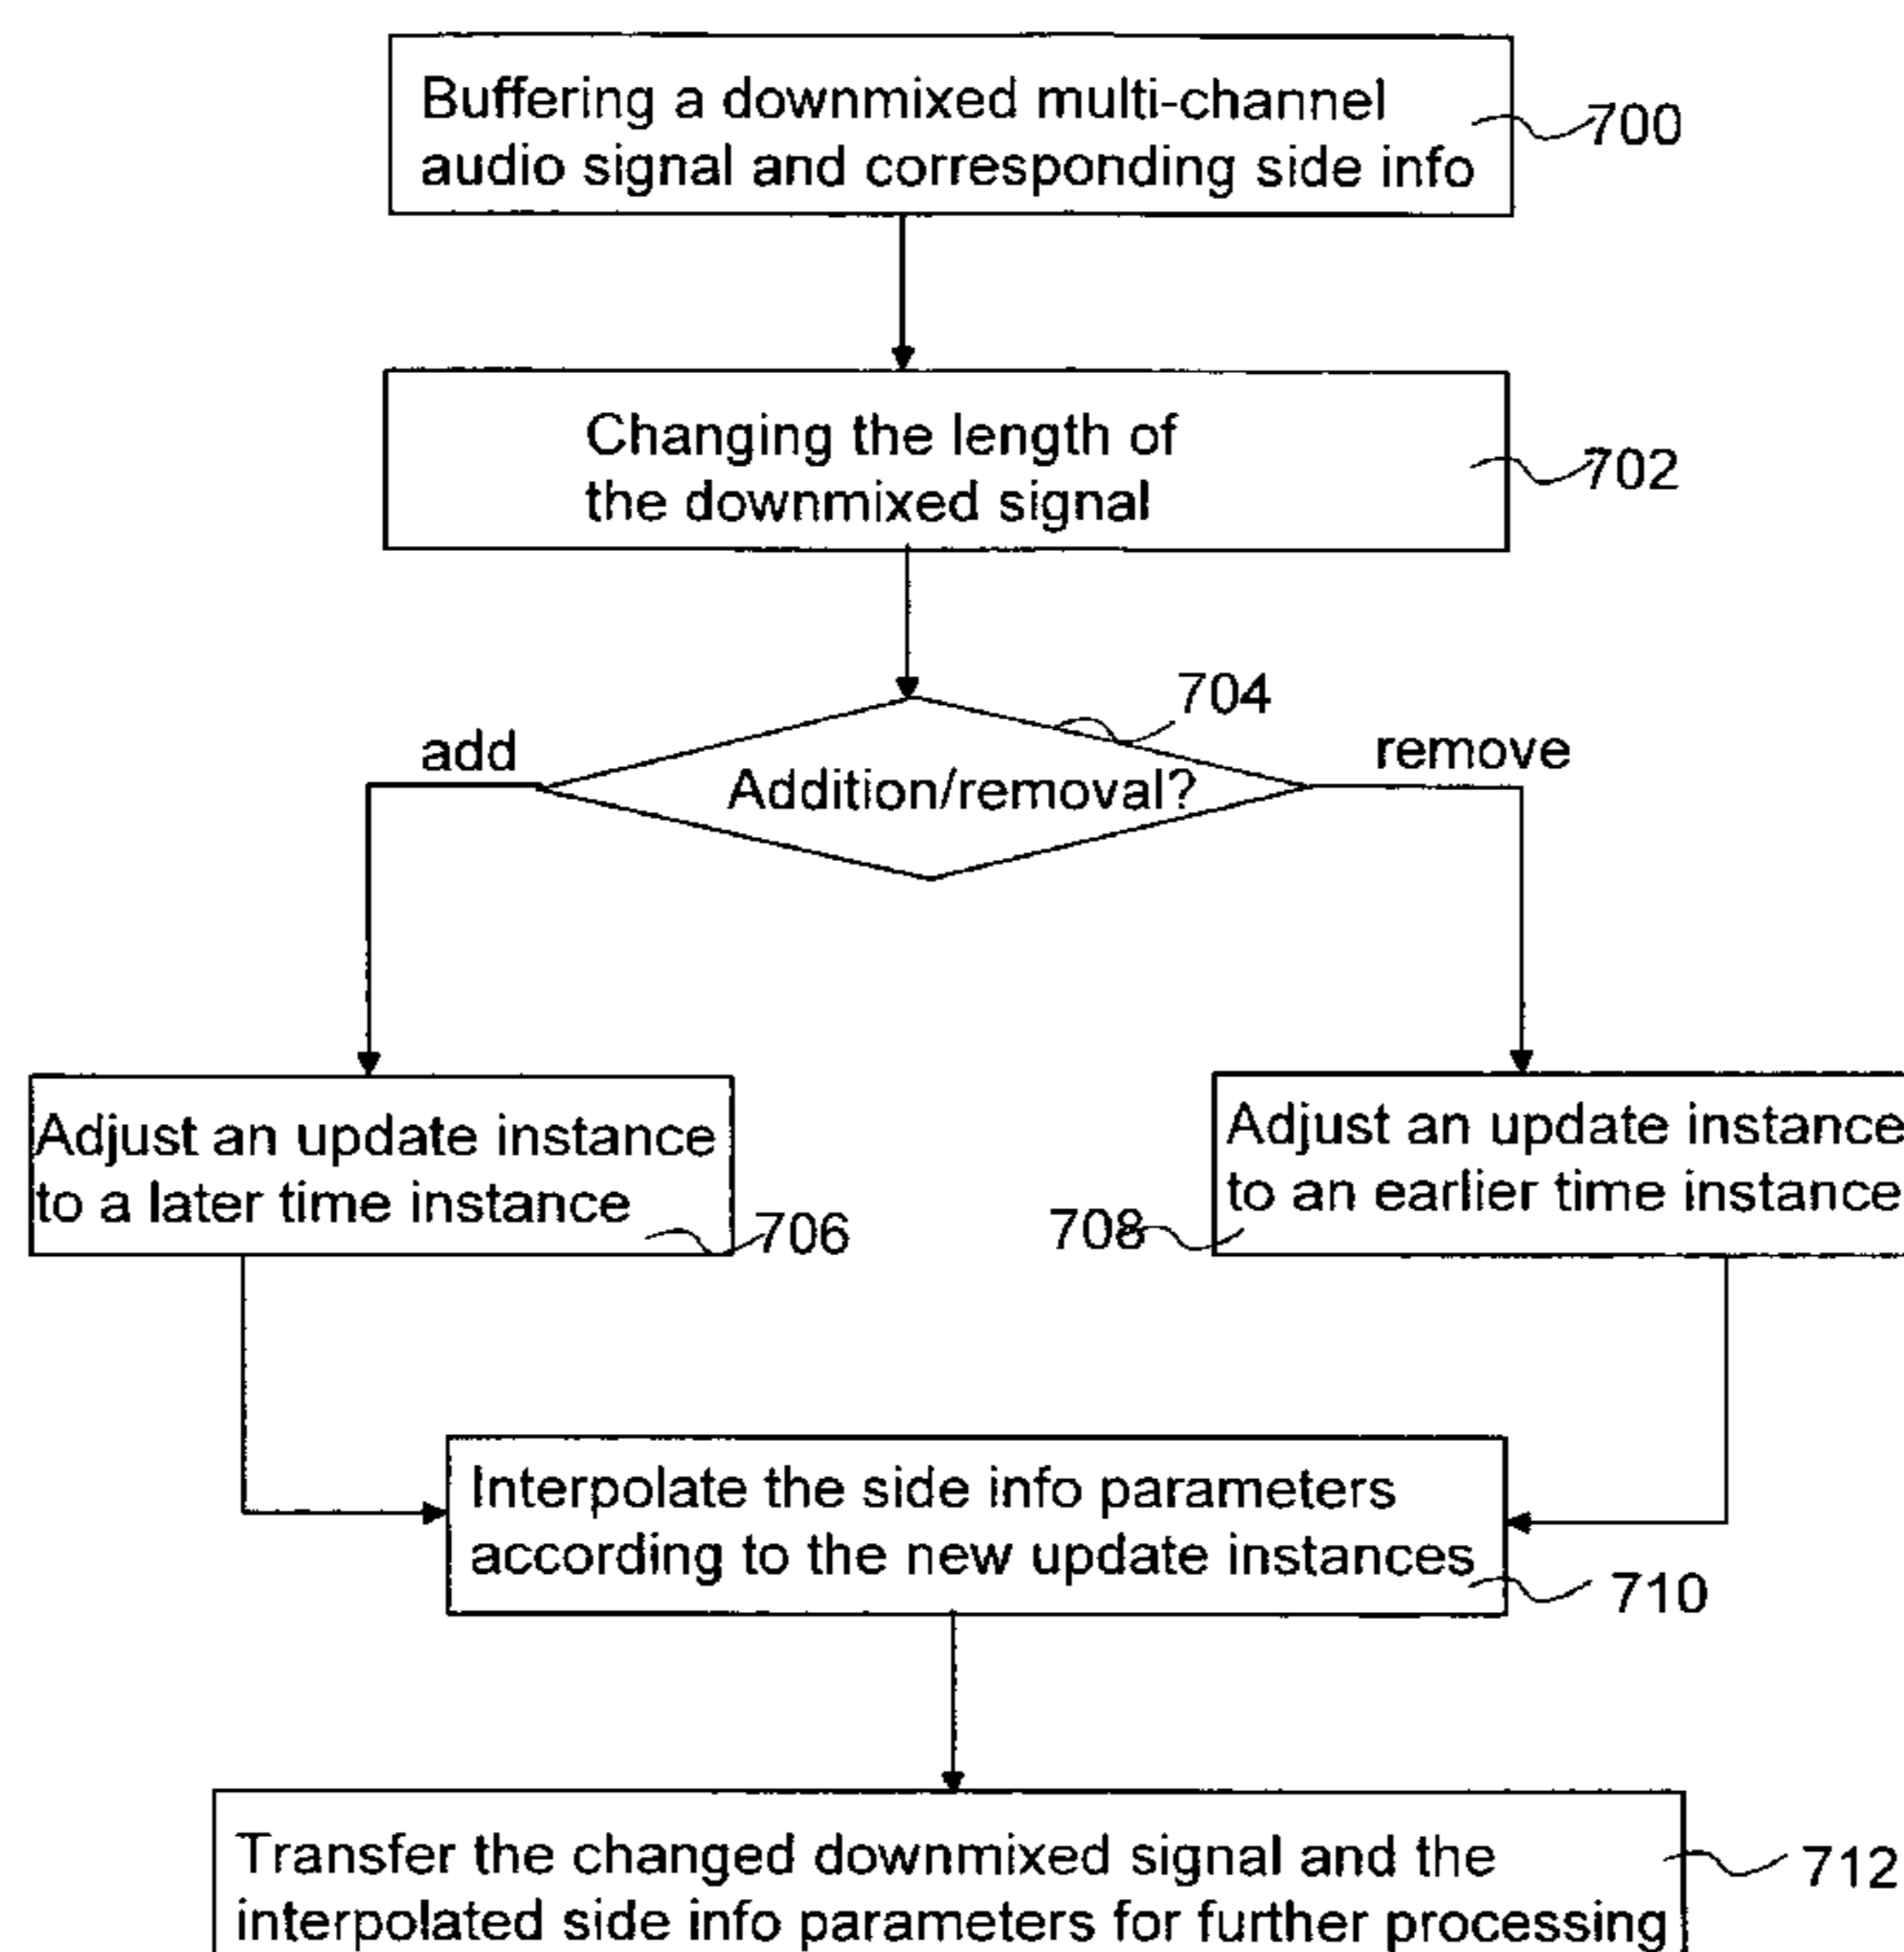 Buffering a downmixed multi-channel
audio signal and corresponding side info
700
Changing the length of
the downmixed signal
702
704
add
Addition/removal?
remove
Adjust an update instance
to a later time instance
706
Adjust an update instance
to an earlier time instance
708
Interpolate the side info parameters
according to the new update instances
710
Transfer the changed downmixed signal and the
interpolated side info parameters for further processing
712